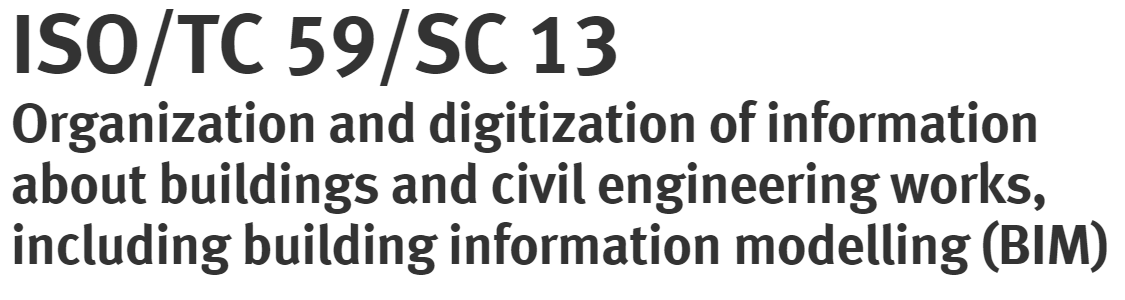 ISO/TC 59/SC 13
Organization and digitization of information
about buildings and civil engineering works,
including building information modelling (BIM)